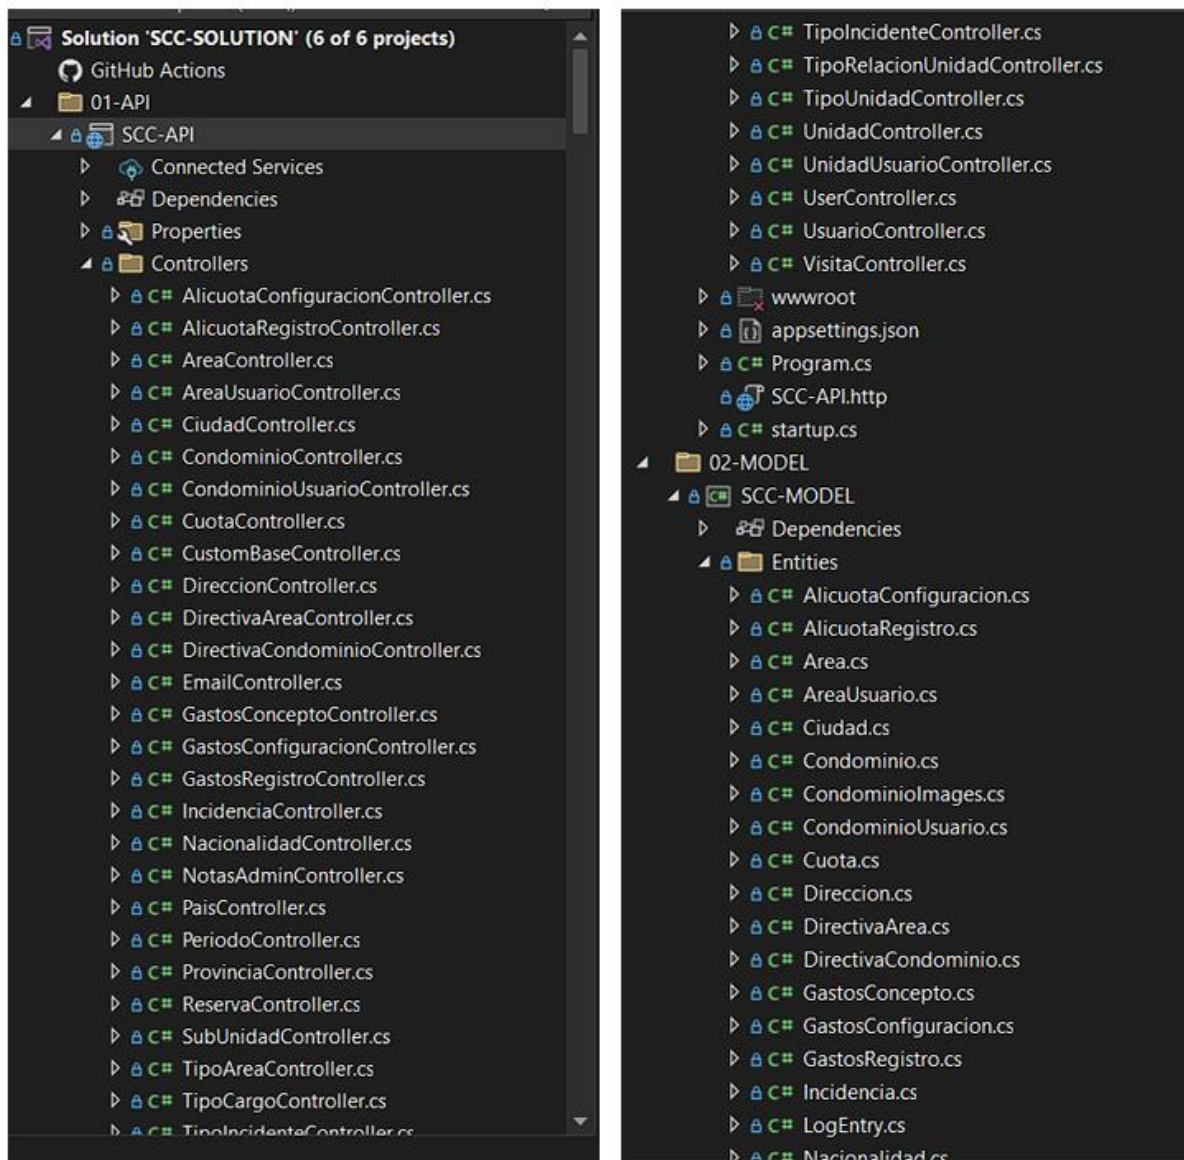 Solution 'SCC-SOLUTION' (6 of 6 projects)
GitHub Actions
01-API
SCC-API
Connected Services
Dependencies
Properties
Controllers
C# AlicuotaConfiguracionController.cs
C# AlicuotaRegistroController.cs
C# AreaController.cs
C# AreaUsuarioController.cs
C# CiudadController.cs
C# CondominioController.cs
C# CondominioUsuarioController.cs
C# CuotaController.cs
C# CustomBaseController.cs
C# DireccionController.cs
C# DirectivaAreaController.cs
C# DirectivaCondominioController.cs
C# EmailController.cs
C# GastosConceptoController.cs
C# GastosConfiguracionController.cs
C# GastosRegistroController.cs
C# IncidenciaController.cs
C# NacionalidadController.cs
C# NotasAdminController.cs
C# PaisController.cs
C# PeriodoController.cs
C# ProvinciaController.cs
C# ReservaController.cs
C# SubUnidadController.cs
C# TipoAreaController.cs
C# TipoCargoController.cs
C# TipoIncidenteController.cs
C# TipoIncidenteController.cs
C# TipoRelacionUnidadController.cs
C# TipoUnidadController.cs
C# UnidadController.cs
C# UnidadUsuarioController.cs
C# UserController.cs
C# UsuarioController.cs
C# VisitaController.cs
wwwroot
appsettings.json
C# Program.cs
SCC-API.http
C# startup.cs
02-MODEL
C# SCC-MODEL
Dependencies
Entities
C# AlicuotaConfiguracion.cs
C# AlicuotaRegistro.cs
C# Area.cs
C# AreaUsuario.cs
C# Ciudad.cs
C# Condominio.cs
C# CondominioImages.cs
C# CondominioUsuario.cs
C# Cuota.cs
C# Direccion.cs
C# DirectivaArea.cs
C# DirectivaCondominio.cs
C# GastosConcepto.cs
C# GastosConfiguracion.cs
C# GastosRegistro.cs
C# Incidencia.cs
C# LogEntry.cs
C# Nacionalidad.cs